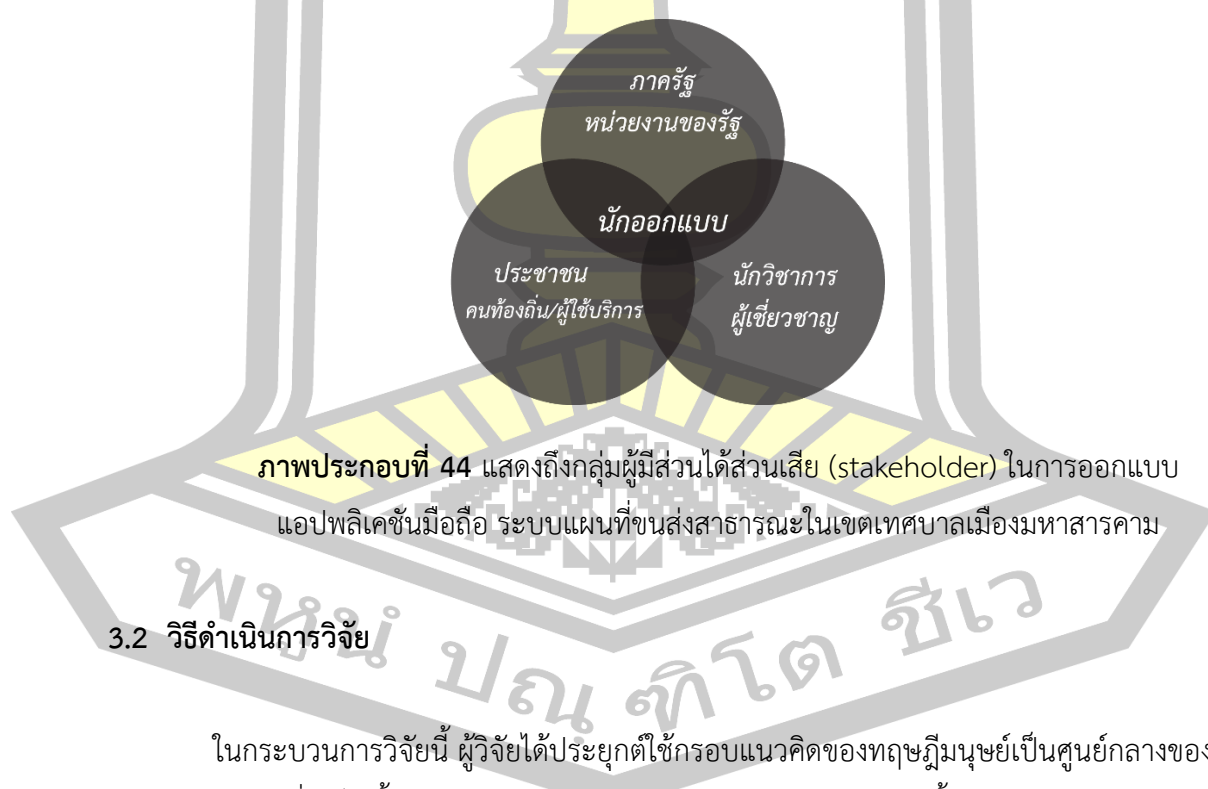 ภาครัฐ
หน่วยงานของรัฐ
นักออกแบบ
ประชาชน
คนท้องถิ่น/ผู้ใช้บริการ
นักวิชาการ
ผู้เชี่ยวชาญ
ภาพประกอบที่ 44 แสดงถึงกลุ่มผู้มีส่วนได้ส่วนเสีย (stakeholder) ในการออกแบบ
แอปพลิเคชันมือถือ ระบบแผนที่ขนส่งสาธารณะในเขตเทศบาลเมืองมหาสารคาม
พหูนํ ปณฺฑิโต ชีเว
3.2 วิธีดำเนินการวิจัย
ในกระบวนการวิจัยนี้ ผู้วิจัยได้ประยุกต์ใช้กรอบแนวคิดของทฤษฎีมนุษย์เป็นศูนย์กลางของ